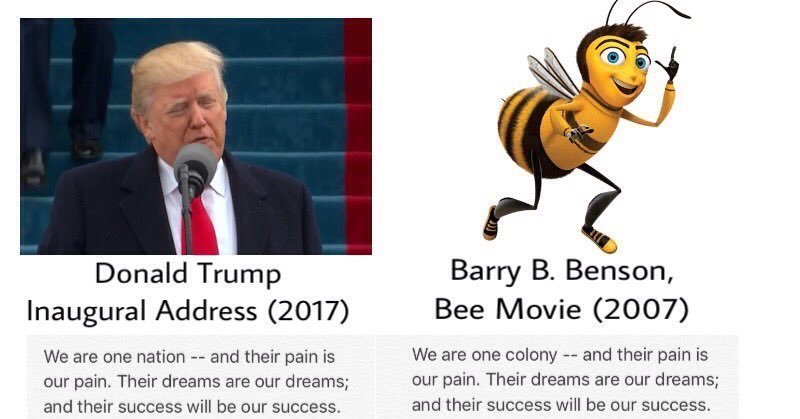 Donald Trump
Inaugural Address (2017)
We are one nation -- and their pain is
our pain. Their dreams are our dreams;
and their success will be our success.
Barry B. Benson,
Bee Movie (2007)
We are one colony -- and their pain is
our pain. Their dreams are our dreams;
and their success will be our success.